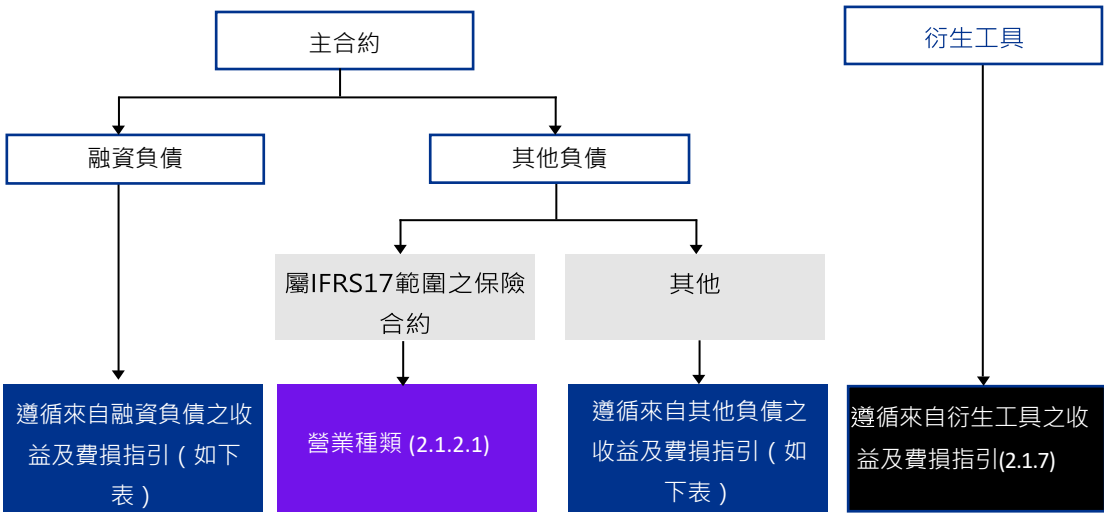 主合約
衍生工具
融資負債
其他負債
屬IFRS17範圍之保險
合約
其他
遵循來自融資負債之收
益及費損指引(如下
表)
營業種類 (2.1.2.1)
遵循來自其他負債之
收益及費損指引(如
下表)
遵循來自衍生工具之收
益及費損指引(2.1.7)